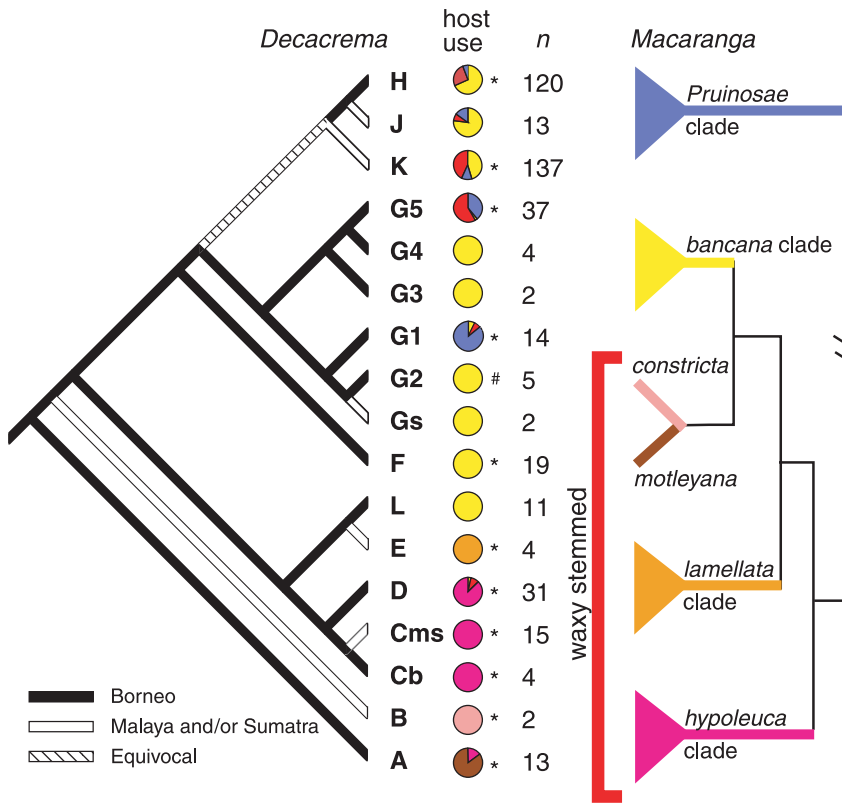 Decacrema host use n Macaranga
H * 120
J 13
K * 137
G5 * 37
G4 4
G3 2
G1 * 14
G2 # 5
Gs 2
F * 19
L 11
E * 4
D * 31
Cms * 15
Cb * 4
B * 2
A * 13
Pruinosae
clade
bancana clade
constricta
motleyana
waxy stemmed
lamellata
clade
hypoleuca
clade
Borneo
Malaya and/or Sumatra
Equivocal